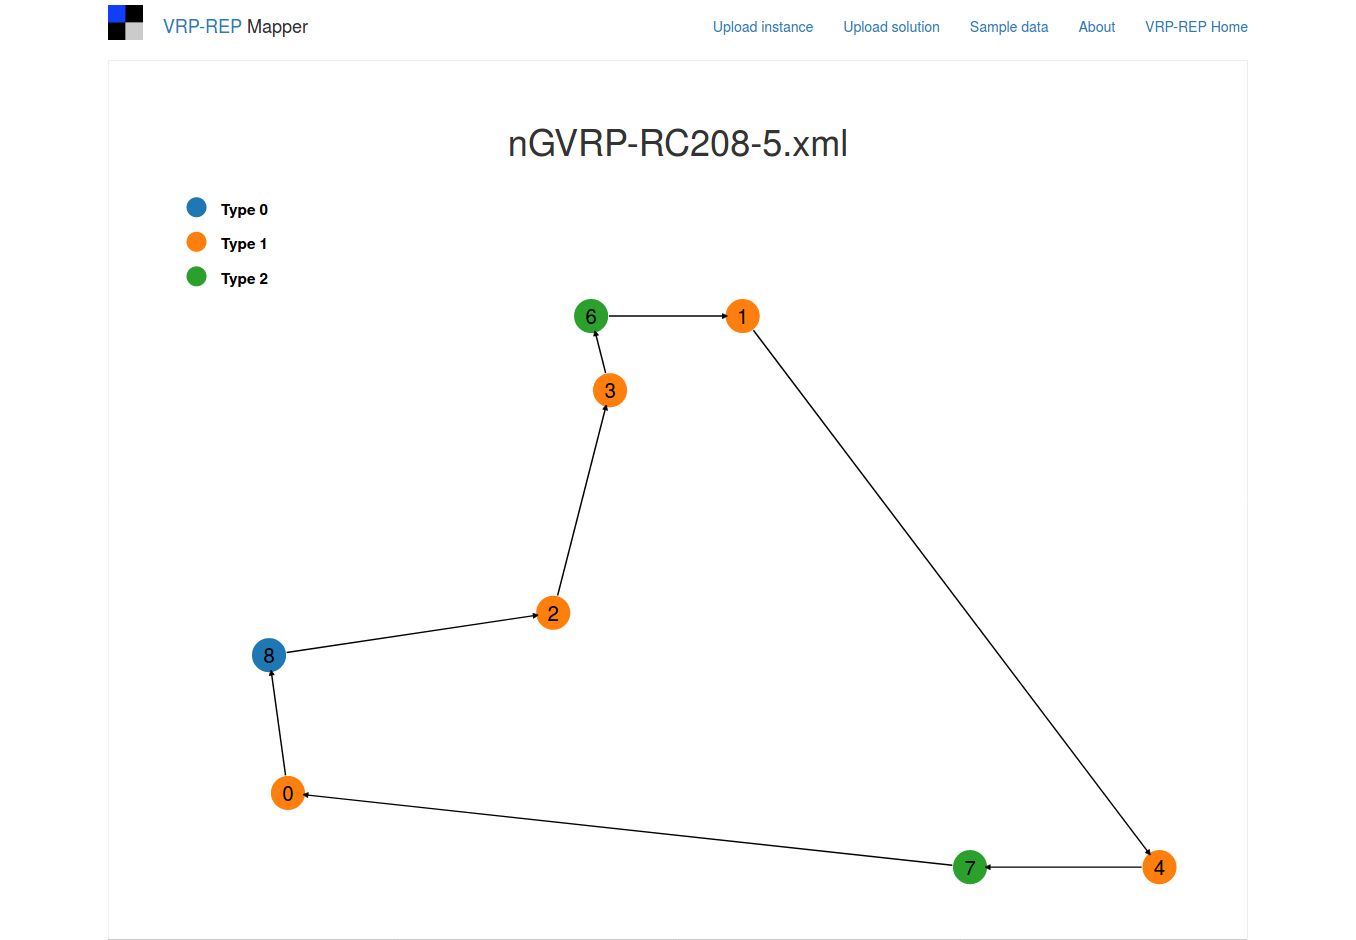 VRP-REP Mapper
Upload instance Upload solution Sample data About VRP-REP Home
nGVRP-RC208-5.xml
Type 0
Type 1
Type 2
6 1
3
2
8
0
7 4